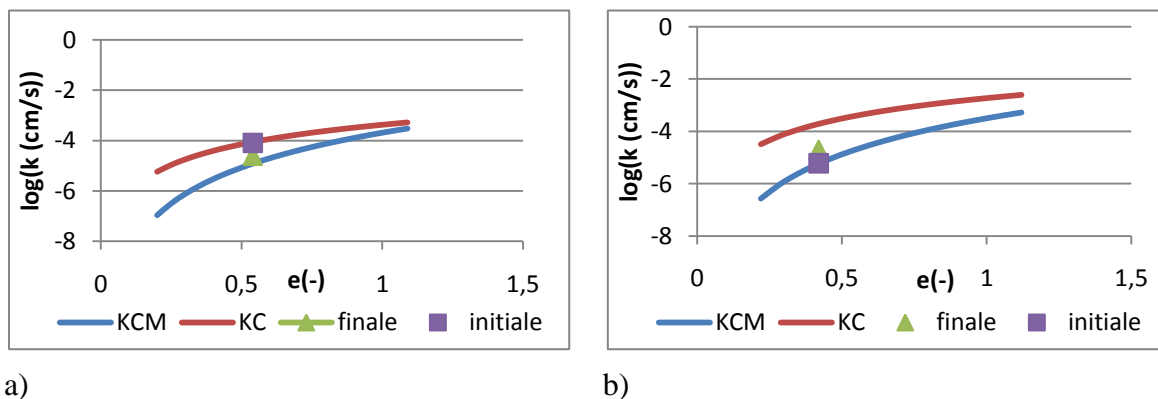 0
-2
-4
-6
-8
log(k (cm/s))
0
0,5
1
1,5
e(-)
KCM
KC
finale
initiale
a)
0
-2
-4
-6
-8
log(k (cm/s))
0
0,5
1
1,5
e(-)
KCM
KC
finale
initiale
b)